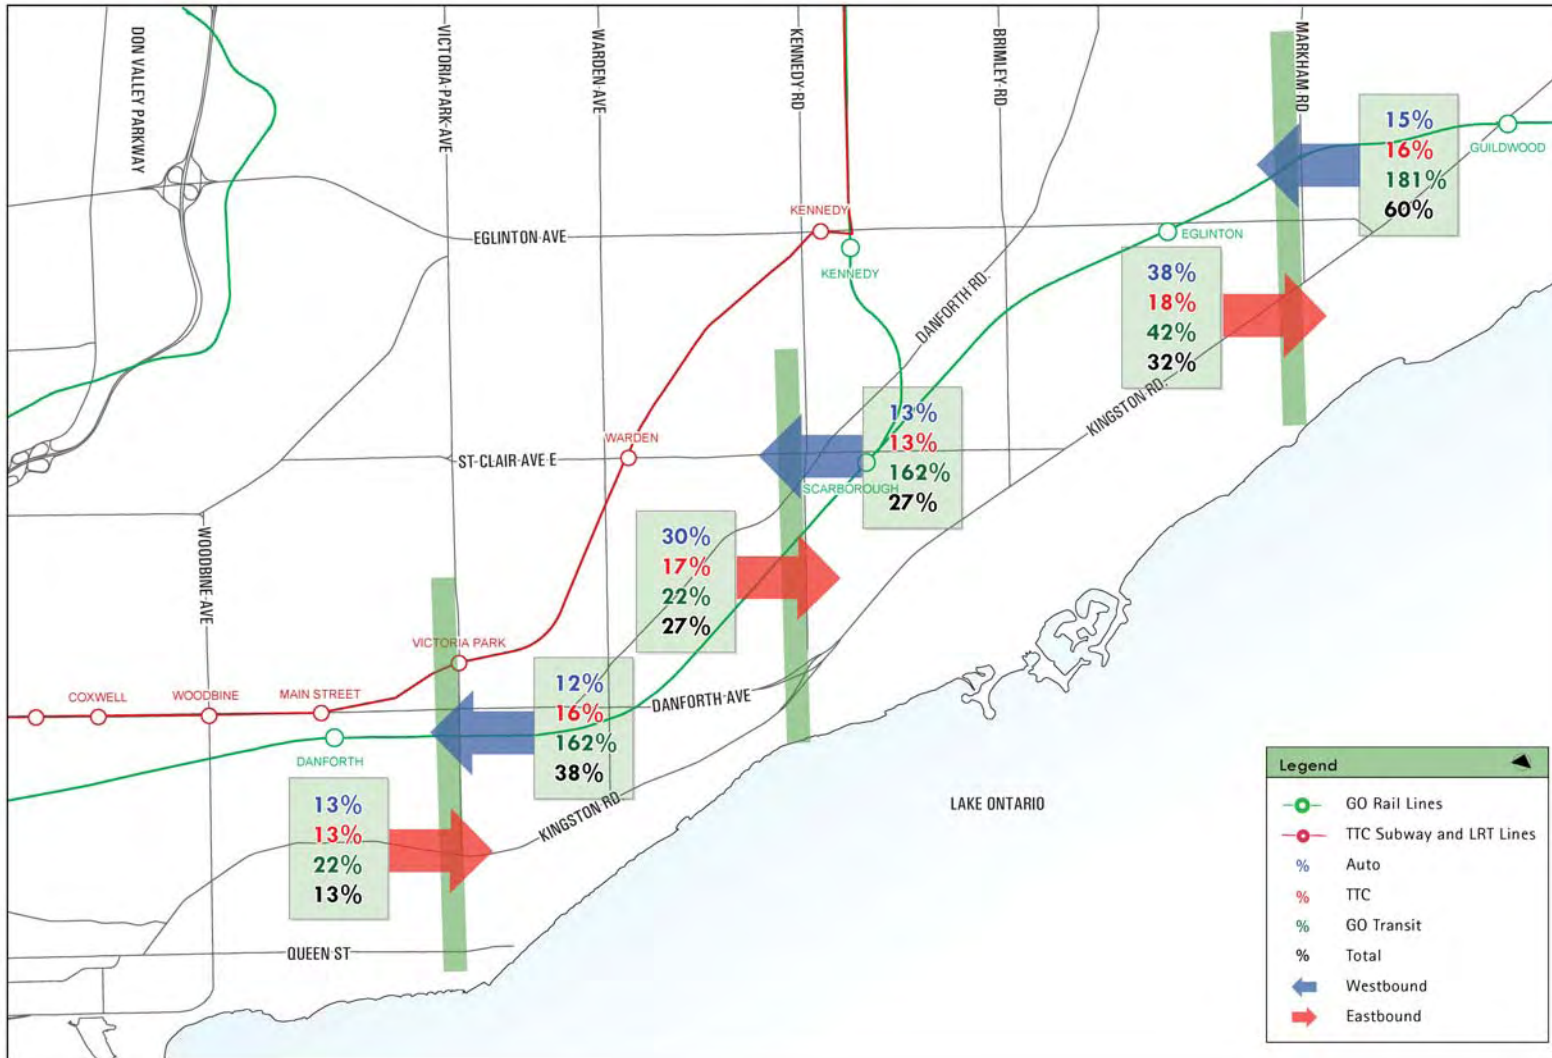 DON VALLEY PARKWAY
VICTORIA PARK AVE
WARDEN AVE
KENNEDY RD
BRIMLEY RD
MARKHAM RD
15%
16%
181%
60%
GUILDWOOD
KENNEDY
EGLINTON AVE
EGLINTON
KENNEDY
38%
18%
42%
32%
DANFORTH RD.
KINGSTON RD.
13%
13%
162%
27%
WARDEN
ST CLAIR AVE E
SCARBOROUGH
30%
17%
22%
27%
WOODBINE AVE
VICTORIA PARK
COXWELL
WOODBINE
MAIN STREET
12%
16%
162%
38%
DANFORTH AVE
DANFORTH
KINGSTON RD
13%
13%
22%
13%
QUEEN ST
LAKE ONTARIO
Legend
GO Rail Lines
TTC Subway and LRT Lines
% Auto
% TTC
% GO Transit
% Total
Westbound
Eastbound